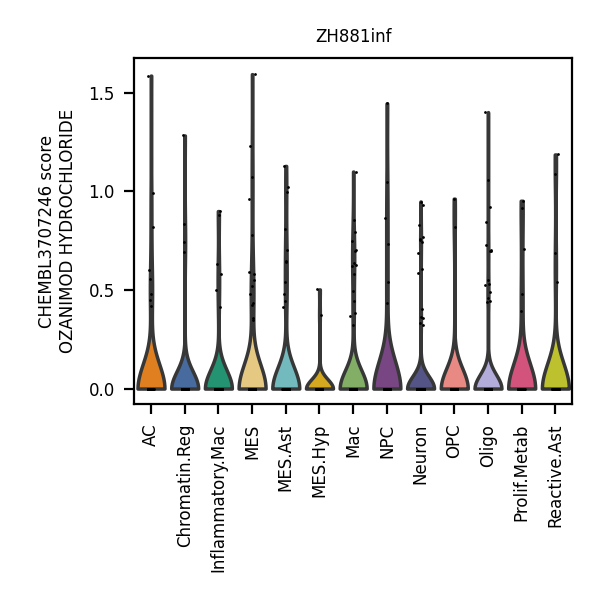 ZH881inf
CHEMBL3707246 score
OZANIMOD HYDROCHLORIDE
1.5
1.0
0.5
0.0
AC
Chromatin.Reg
Inflammatory.Mac
MES
MES.Ast
MES.Hyp
Mac
NPC
Neuron
OPC
Oligo
Prolif.Metab
Reactive.Ast